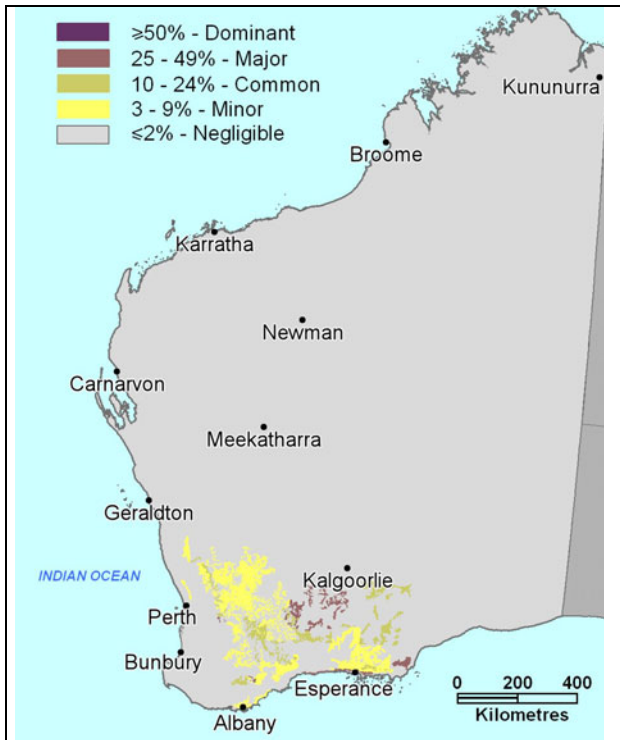 ≥50% - Dominant
25 - 49% - Major
10 - 24% - Common
3 - 9% - Minor
≤2% - Negligible
Kununurra
Broome
Karratha
Newman
Carnarvon
Meekatharra
Geraldton
INDIAN OCEAN
Kalgoorlie
Perth
Bunbury
Esperance
Albany
0 200 400
Kilometres